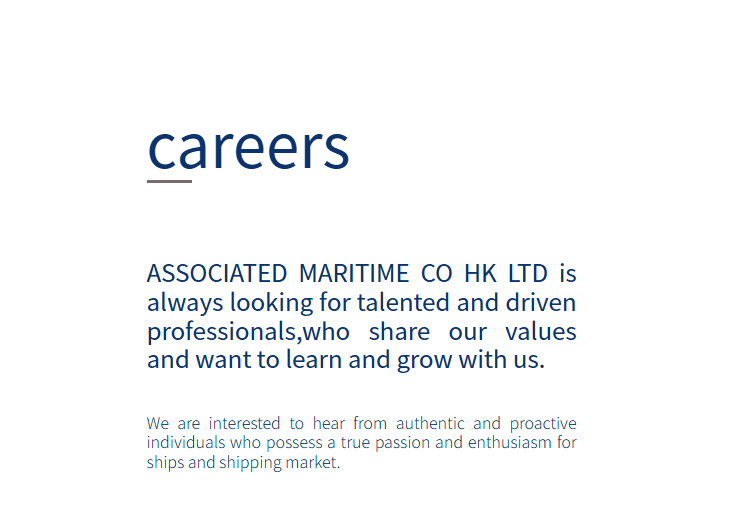 careers
ASSOCIATED MARITIME CO HK LTD is
always looking for talented and driven
professionals,who share our values
and want to learn and grow with us.
We are interested to hear from authentic and proactive
individuals who possess a true passion and enthusiasm for
ships and shipping market.